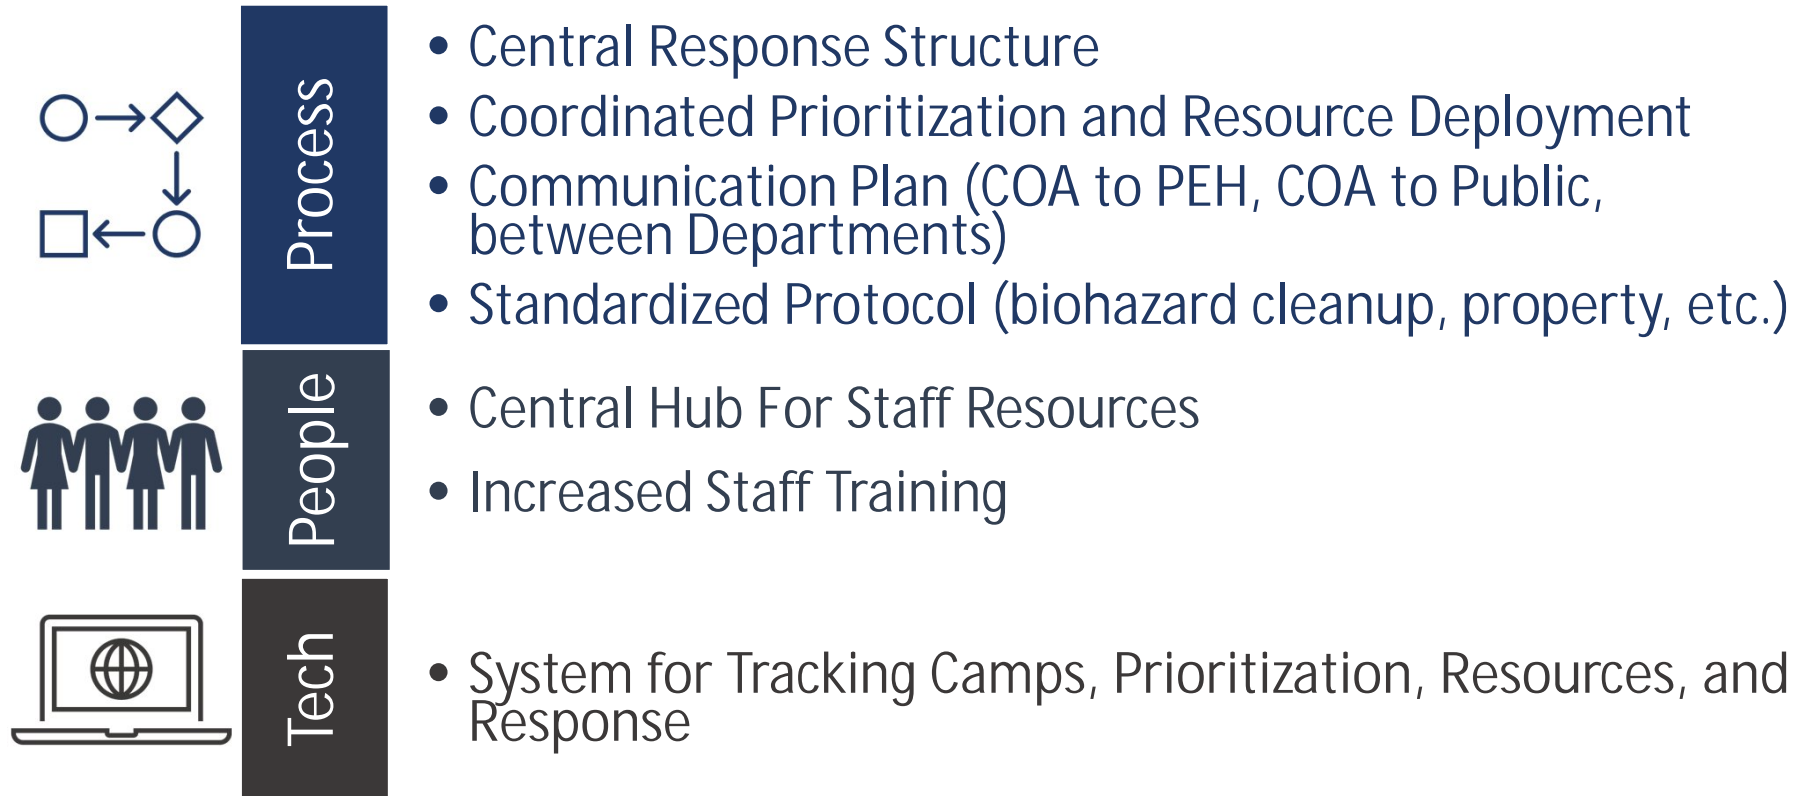 Process
• Central Response Structure
• Coordinated Prioritization and Resource Deployment
• Communication Plan (COA to PEH, COA to Public,
between Departments)
• Standardized Protocol (biohazard cleanup, property, etc.)
People
• Central Hub For Staff Resources
• Increased Staff Training
Tech
• System for Tracking Camps, Prioritization, Resources, and
Response